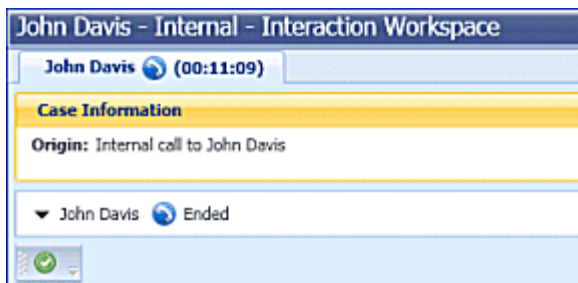 John Davis - Internal - Interaction Workspace
John Davis (00:11:09)
Case Information
Origin: Internal call to John Davis
John Davis Ended